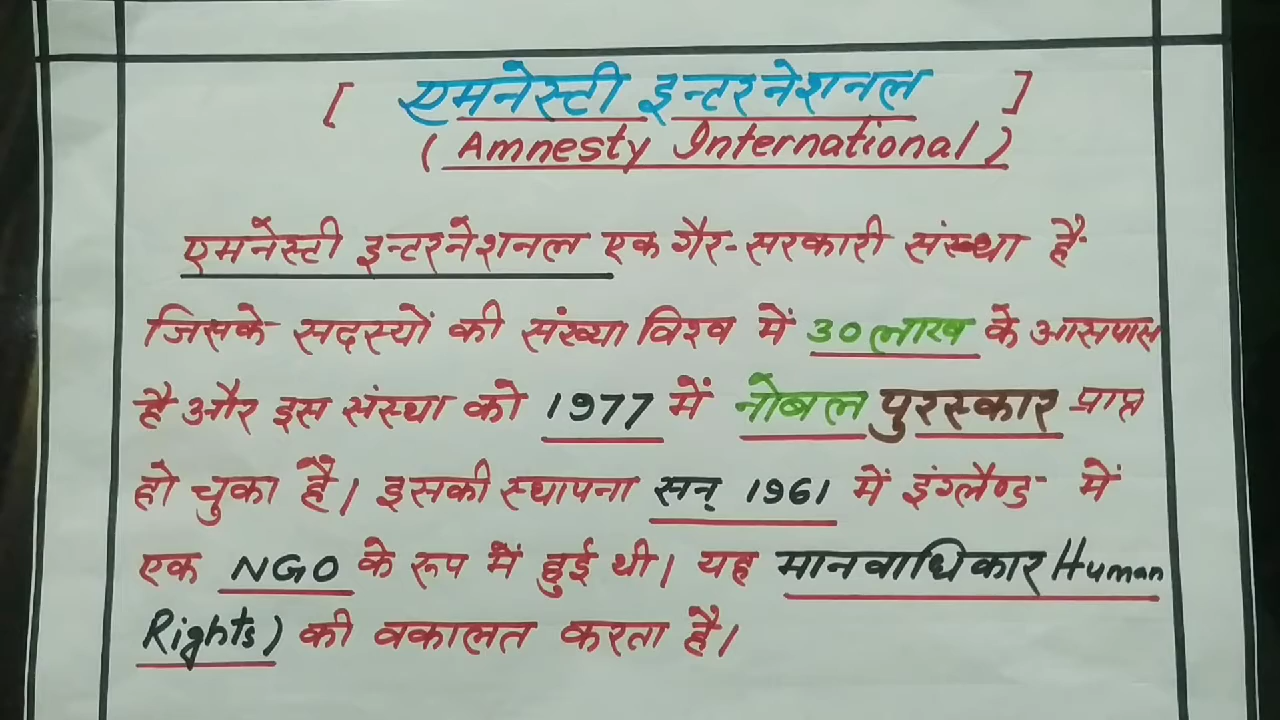 [ एमनेस्टी इन्टरनेशनल ]
( Amnesty International )
एमनेस्टी इन्टरनेशनल एक गैर-सरकारी संस्था है
जिसके सदस्यों की संख्या विश्व में 30 लाख के आसपास
है और इस संस्था को 1977 में नोबल पुरस्कार प्राप्त
हो चुका है। इसकी स्थापना सन् 1961 में इंग्लैण्ड में
एक NGO के रूप में हुई थी। यह मानवाधिकार Human
Rights) की वकालत करता है।